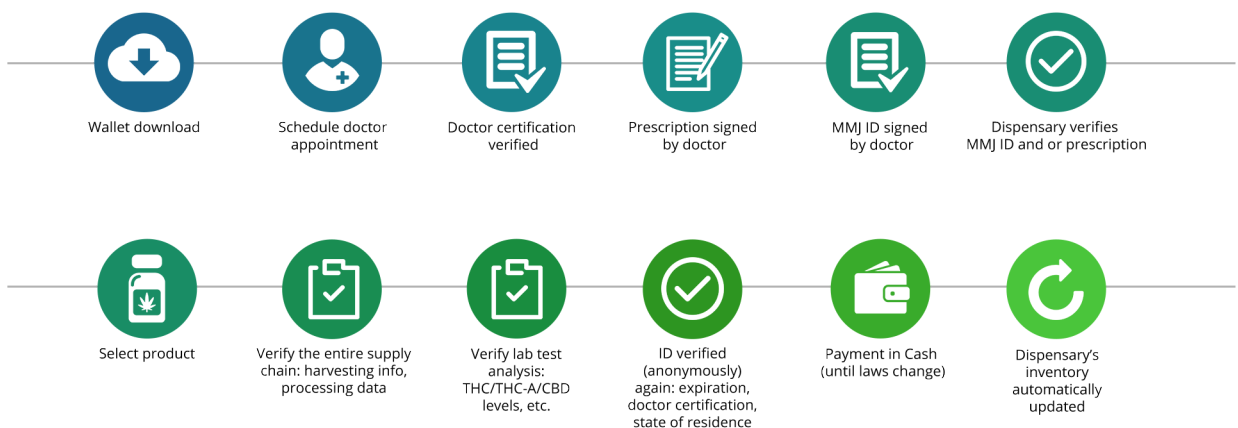 Wallet download
Schedule doctor
appointment
Doctor certification
verified
Prescription signed
by doctor
MMJ ID signed
by doctor
Dispensary verifies
MMJ ID and or prescription
Select product
Verify the entire supply
chain: harvesting info,
processing data
Verify lab test
analysis:
THC/THC-A/CBD
levels, etc.
ID verified
(anonymously)
again: expiration,
doctor certification,
state of residence
Payment in Cash
(until laws change)
Dispensary’s
inventory
automatically
updated